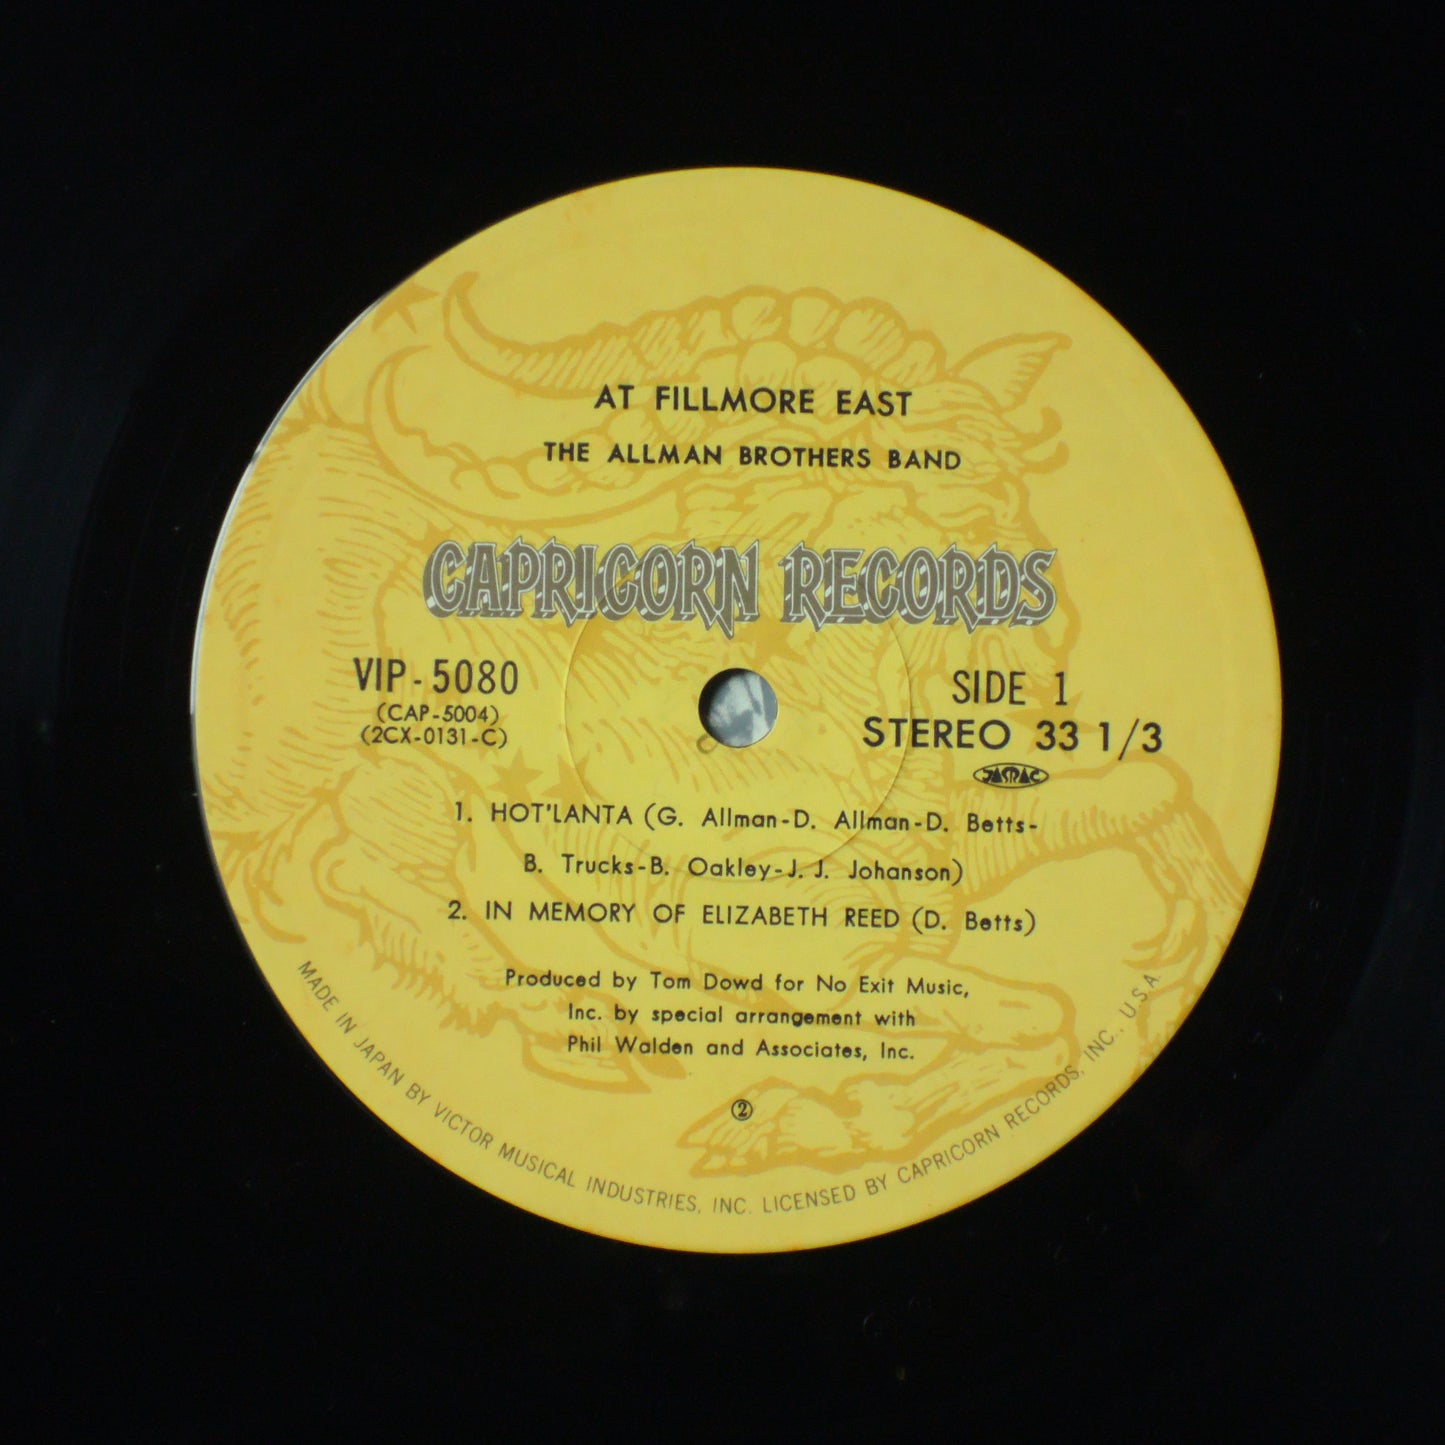 AT FILLMORE EAST
THE ALLMAN BROTHERS BAND
CAPRICORN RECORDS
VIP-5080
(CAP-5004)
(2CX-0131-C)
SIDE 1
STEREO 33 1/3
JASRAC
1. HOT'LANTA (G. Allman-D. Allman-D. Betts-
B. Trucks-B. Oakley-J. J. Johanson)
2. IN MEMORY OF ELIZABETH REED (D. Betts)
Produced by Tom Dowd for No Exit Music,
Inc. by special arrangement with
Phil Walden and Associates, Inc.
②
MADE IN JAPAN BY VICTOR MUSICAL INDUSTRIES, INC. LICENSED BY CAPRICORN RECORDS, INC., U.S.A.